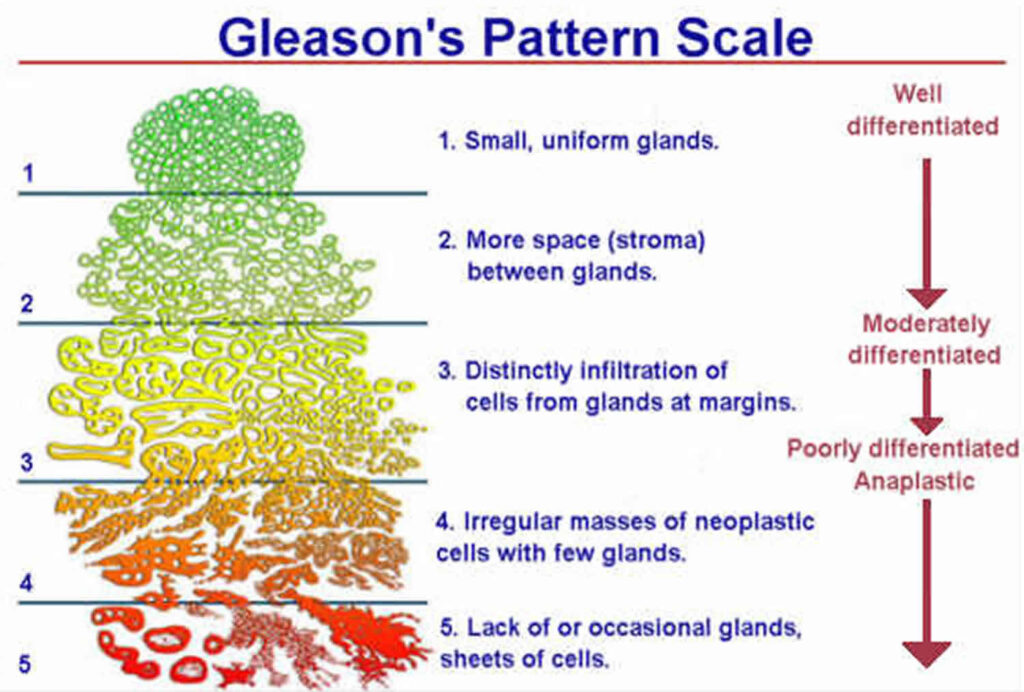 Gleason's Pattern Scale
1
1. Small, uniform glands.
2
2. More space (stroma)
between glands.
3
3. Distinctly infiltration of
cells from glands at margins.
4
4. Irregular masses of neoplastic
cells with few glands.
5
5. Lack of or occasional glands,
sheets of cells.
Well
differentiated
Moderately
differentiated
Poorly differentiated
Anaplastic